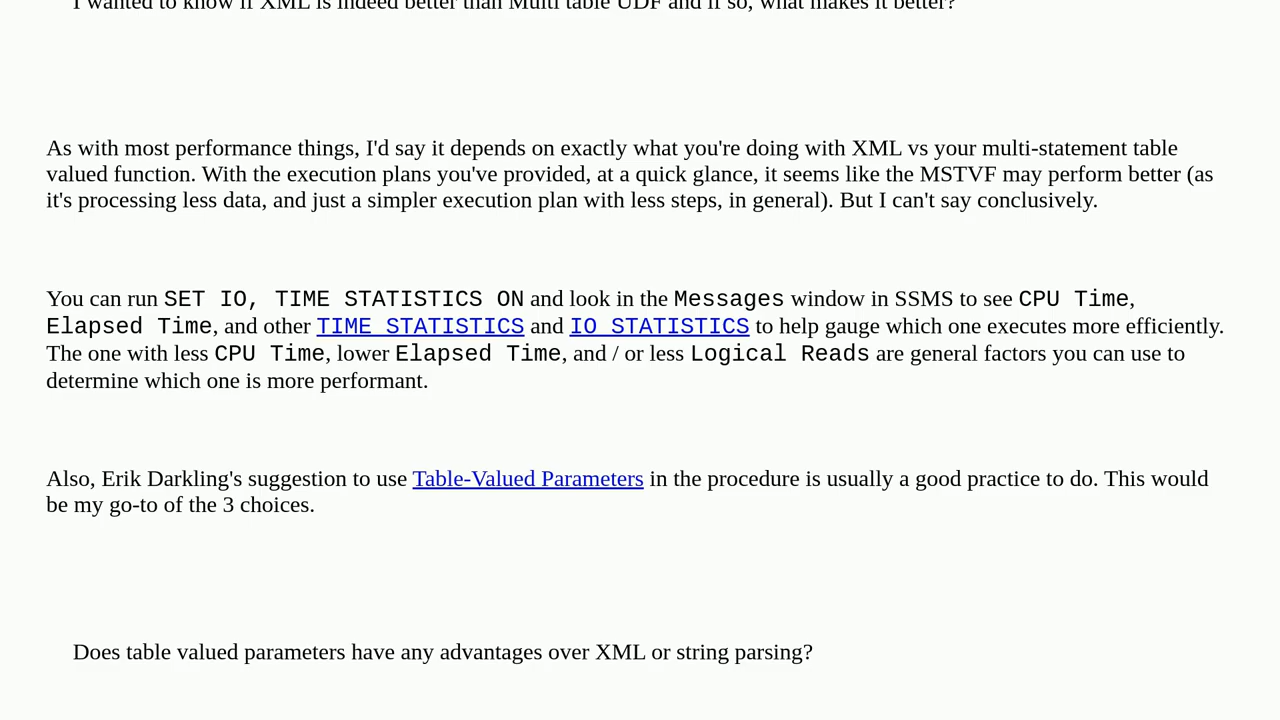 I wanted to know if XML is indeed better than Multi table UDF and if so, what makes it better?
As with most performance things, I'd say it depends on exactly what you're doing with XML vs your multi-statement table
valued function. With the execution plans you've provided, at a quick glance, it seems like the MSTVF may perform better (as
it's processing less data, and just a simpler execution plan with less steps, in general). But I can't say conclusively.
You can run SET IO, TIME STATISTICS ON and look in the Messages window in SSMS to see CPU Time,
Elapsed Time, and other TIME STATISTICS and IO STATISTICS to help gauge which one executes more efficiently.
The one with less CPU Time, lower Elapsed Time, and / or less Logical Reads are general factors you can use to
determine which one is more performant.
Also, Erik Darkling's suggestion to use Table-Valued Parameters in the procedure is usually a good practice to do. This would
be my go-to of the 3 choices.
Does table valued parameters have any advantages over XML or string parsing?